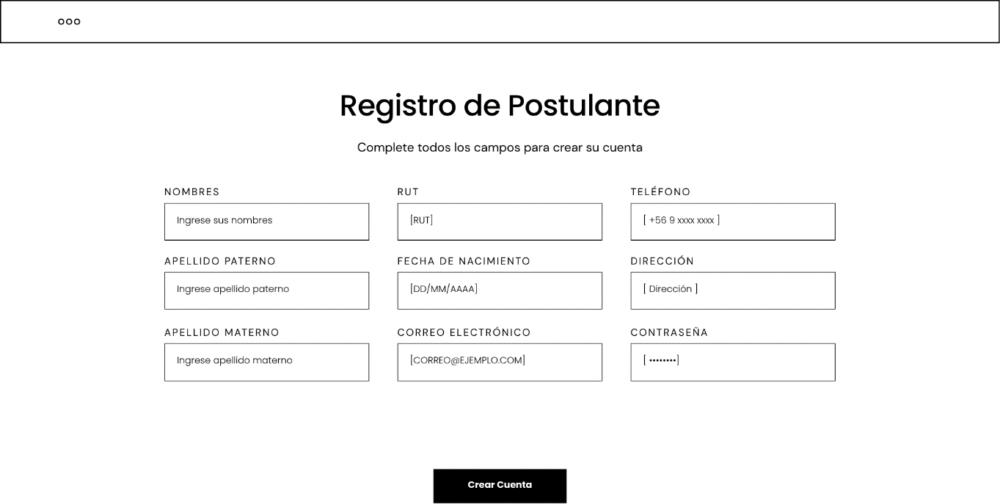 ooo
Registro de Postulante
Complete todos los campos para crear su cuenta
NOMBRES
Ingrese sus nombres
RUT
[RUT]
TELÉFONO
[ +56 9 xxxx xxxx ]
APELLIDO PATERNO
Ingrese apellido paterno
FECHA DE NACIMIENTO
[DD/MM/AAAA]
DIRECCIÓN
[ Dirección ]
APELLIDO MATERNO
Ingrese apellido materno
CORREO ELECTRÓNICO
[CORREO@EJEMPLO.COM]
CONTRASEÑA
[ ••••••••]
Crear Cuenta